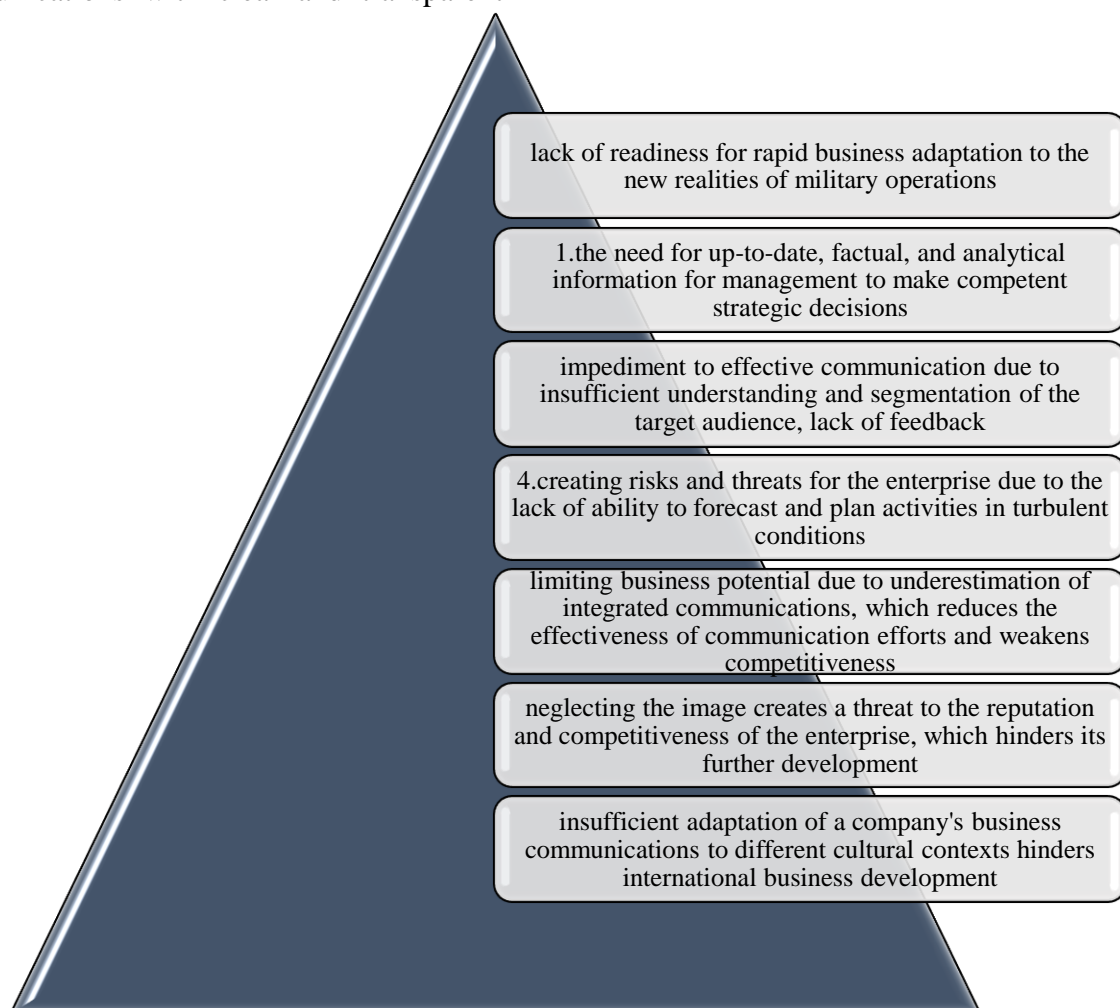 lack of readiness for rapid business adaptation to the
new realities of military operations
1.the need for up-to-date, factual, and analytical
information for management to make competent
strategic decisions
impediment to effective communication due to
insufficient understanding and segmentation of the
target audience, lack of feedback
4.creating risks and threats for the enterprise due to the
lack of ability to forecast and plan activities in turbulent
conditions
limiting business potential due to underestimation of
integrated communications, which reduces the
effectiveness of communication efforts and weakens
competitiveness
neglecting the image creates a threat to the reputation
and competitiveness of the enterprise, which hinders its
further development
insufficient adaptation of a company's business
communications to different cultural contexts hinders
international business development